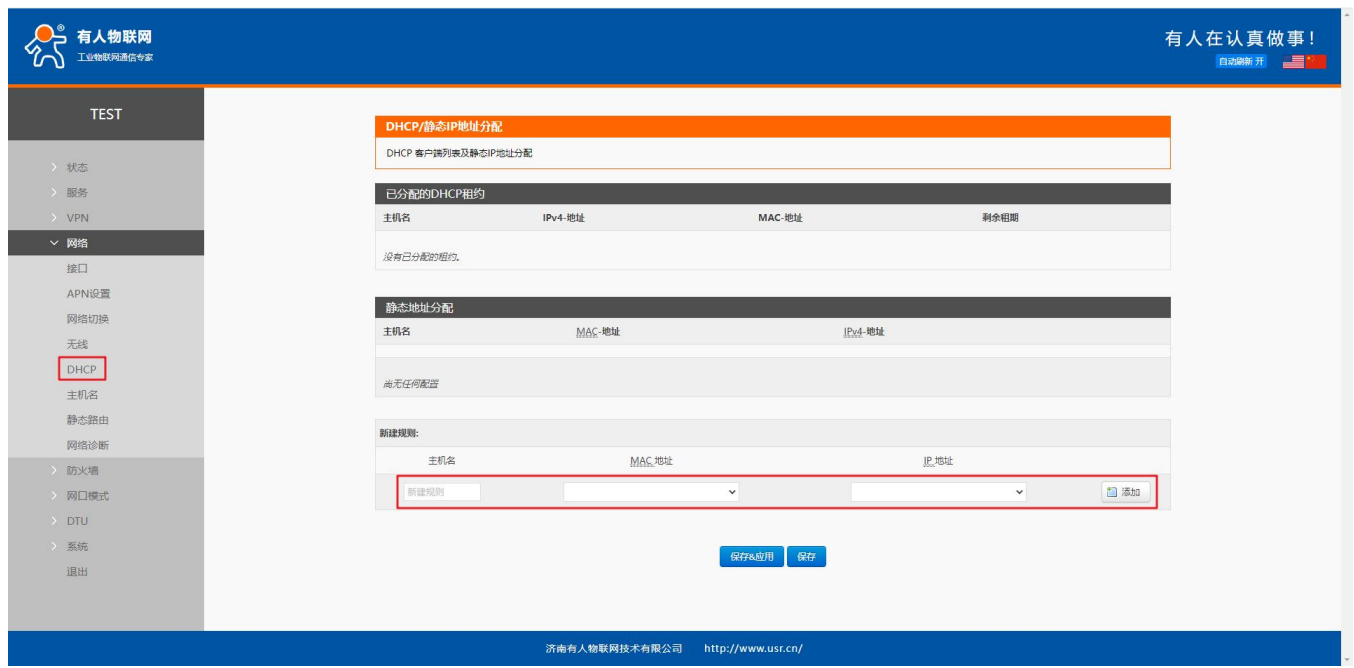 ®
有人物联网
工业物联网通信专家
有人在认真做事！
自动刷新 开
TEST
状态
服务
VPN
网络
接口
APN设置
网络切换
无线
DHCP
主机名
静态路由
网络诊断
防火墙
网口模式
DTU
系统
退出
DHCP/静态IP地址分配
DHCP 客户端列表及静态IP地址分配
已分配的DHCP租约
主机名 IPv4-地址 MAC-地址 剩余租期
没有已分配的租约。
静态地址分配
主机名 MAC-地址 IPv4-地址
尚无任何配置
新建规则:
主机名 MAC 地址 IP 地址
新建规则 添加
保存&应用 保存
济南有人物联网技术有限公司 http://www.usr.cn/